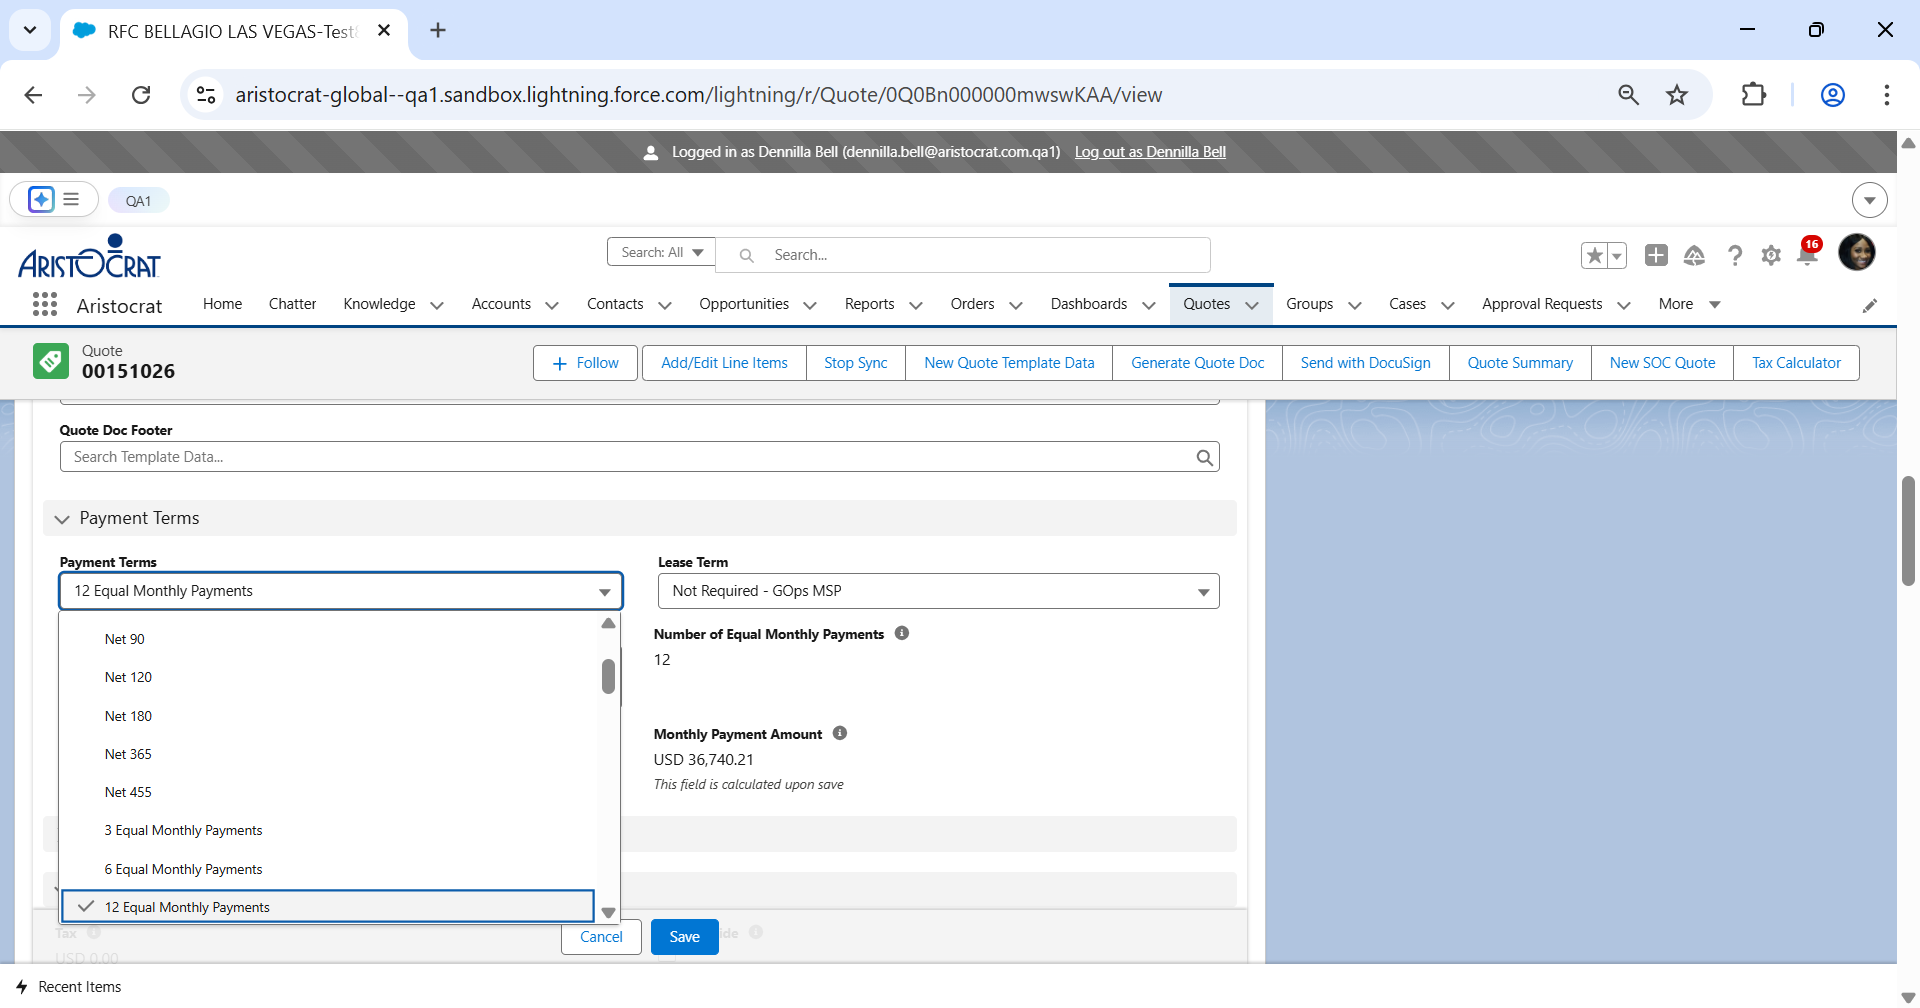 RFC BELLAGIO LAS VEGAS-Test
aristocrat-global--qa1.sandbox.lightning.force.com/lightning/r/Quote/0Q0Bn000000mwswKAA/view
Logged in as Dennilla Bell (dennilla.bell@aristocrat.com.qa1) Log out as Dennilla Bell
QA1
ARISTOCRAT
Search: All
Search...
16
Aristocrat
Home
Chatter
Knowledge
Accounts
Contacts
Opportunities
Reports
Orders
Dashboards
Quotes
Groups
Cases
Approval Requests
More
Quote
00151026
Follow
Add/Edit Line Items
Stop Sync
New Quote Template Data
Generate Quote Doc
Send with DocuSign
Quote Summary
New SOC Quote
Tax Calculator
Quote Doc Footer
Search Template Data...
Payment Terms
Payment Terms
12 Equal Monthly Payments
Lease Term
Not Required - GOps MSP
Net 90
Net 120
Net 180
Net 365
Net 455
3 Equal Monthly Payments
6 Equal Monthly Payments
12 Equal Monthly Payments
Number of Equal Monthly Payments
12
Monthly Payment Amount
USD 36,740.21
This field is calculated upon save
Tax
USD 0.00
Cancel
Save
Recent Items